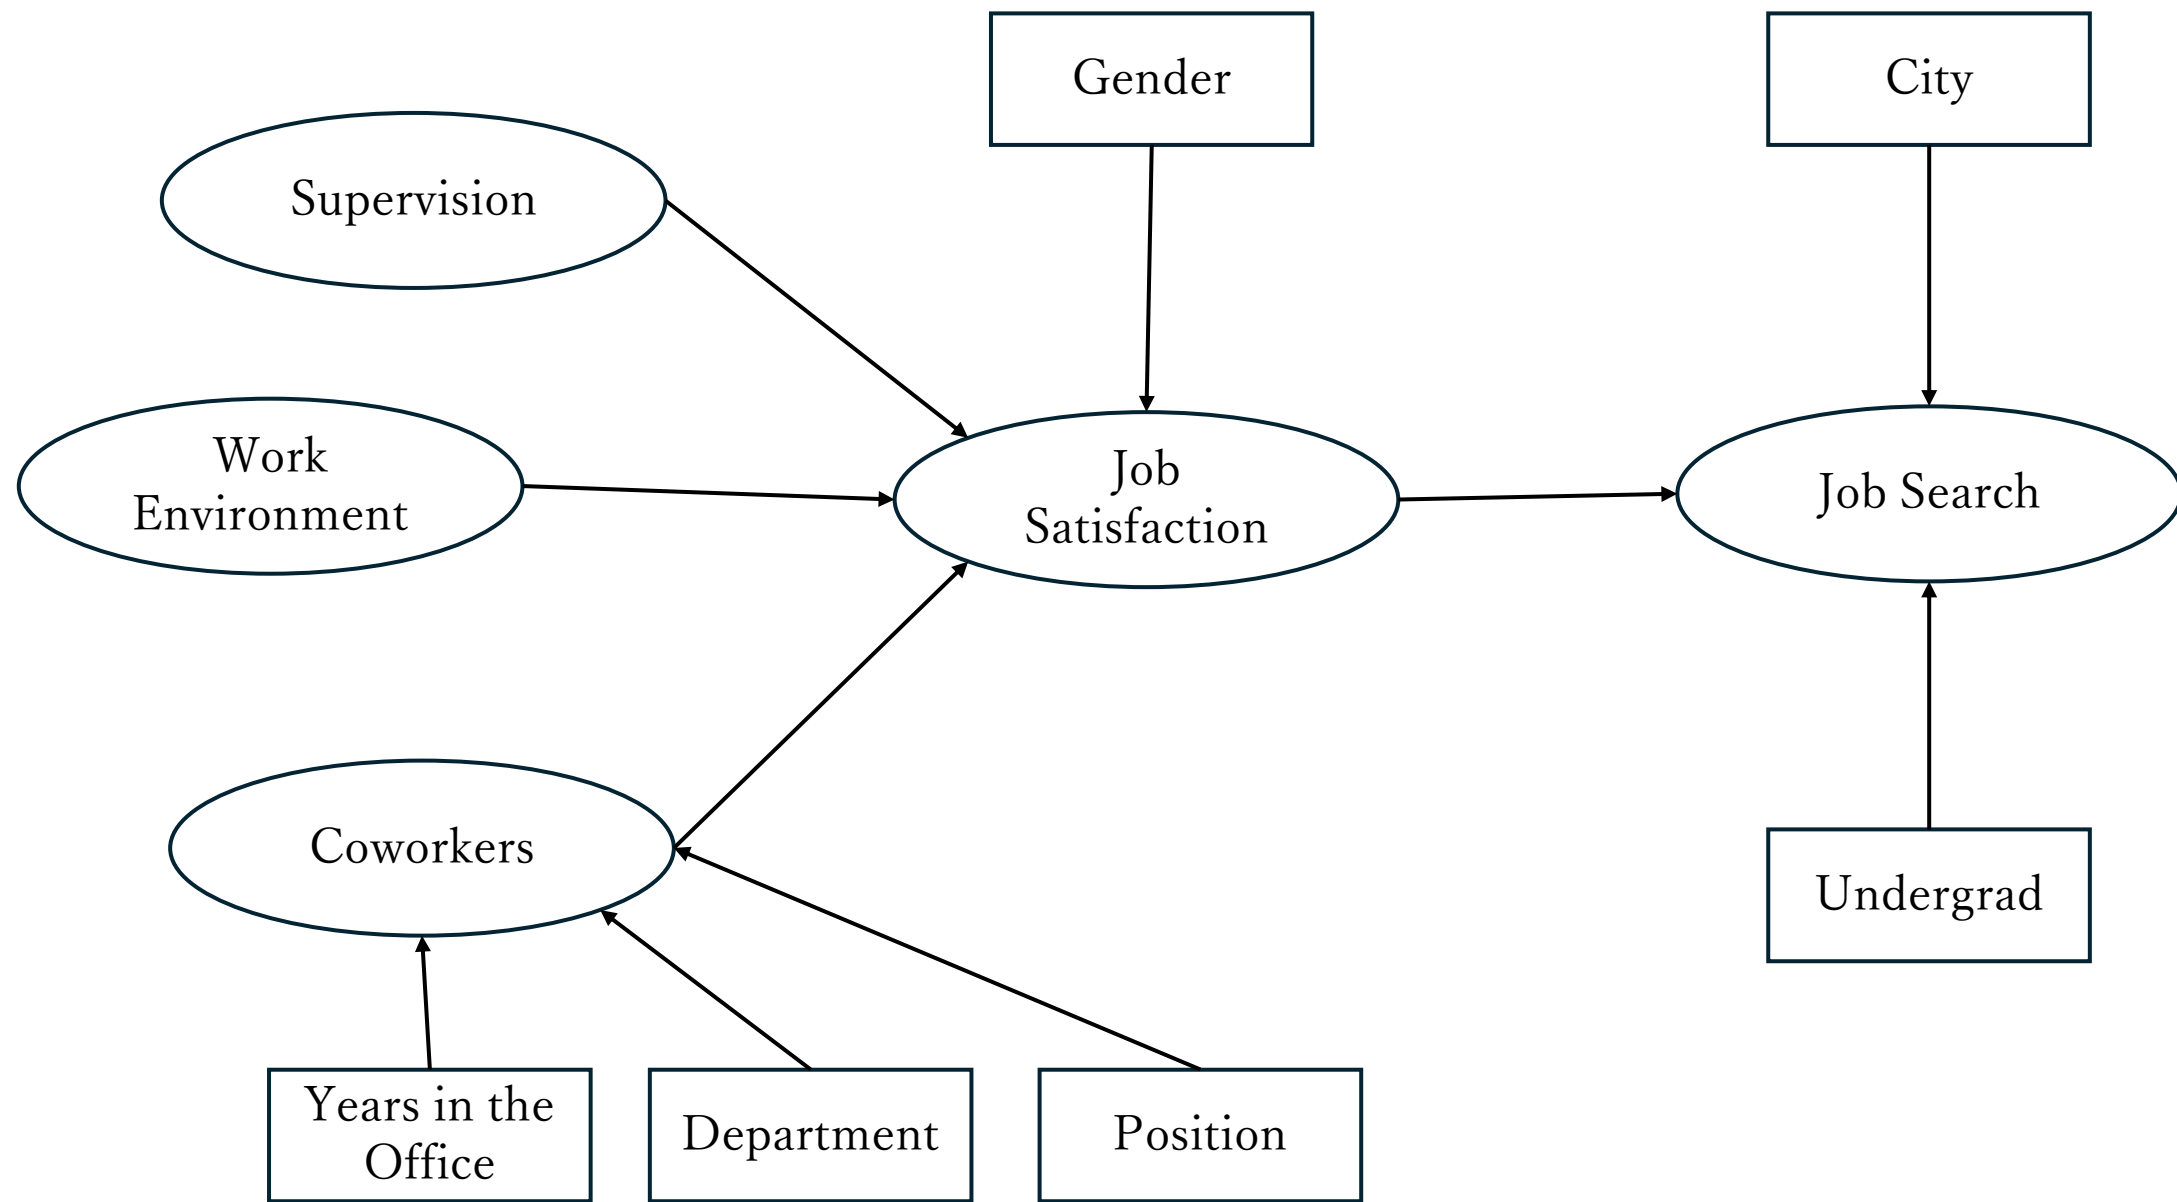 Gender
City
Supervision
Work
Environment
Job
Satisfaction
Job Search
Coworkers
Undergrad
Years in the
Office
Department
Position